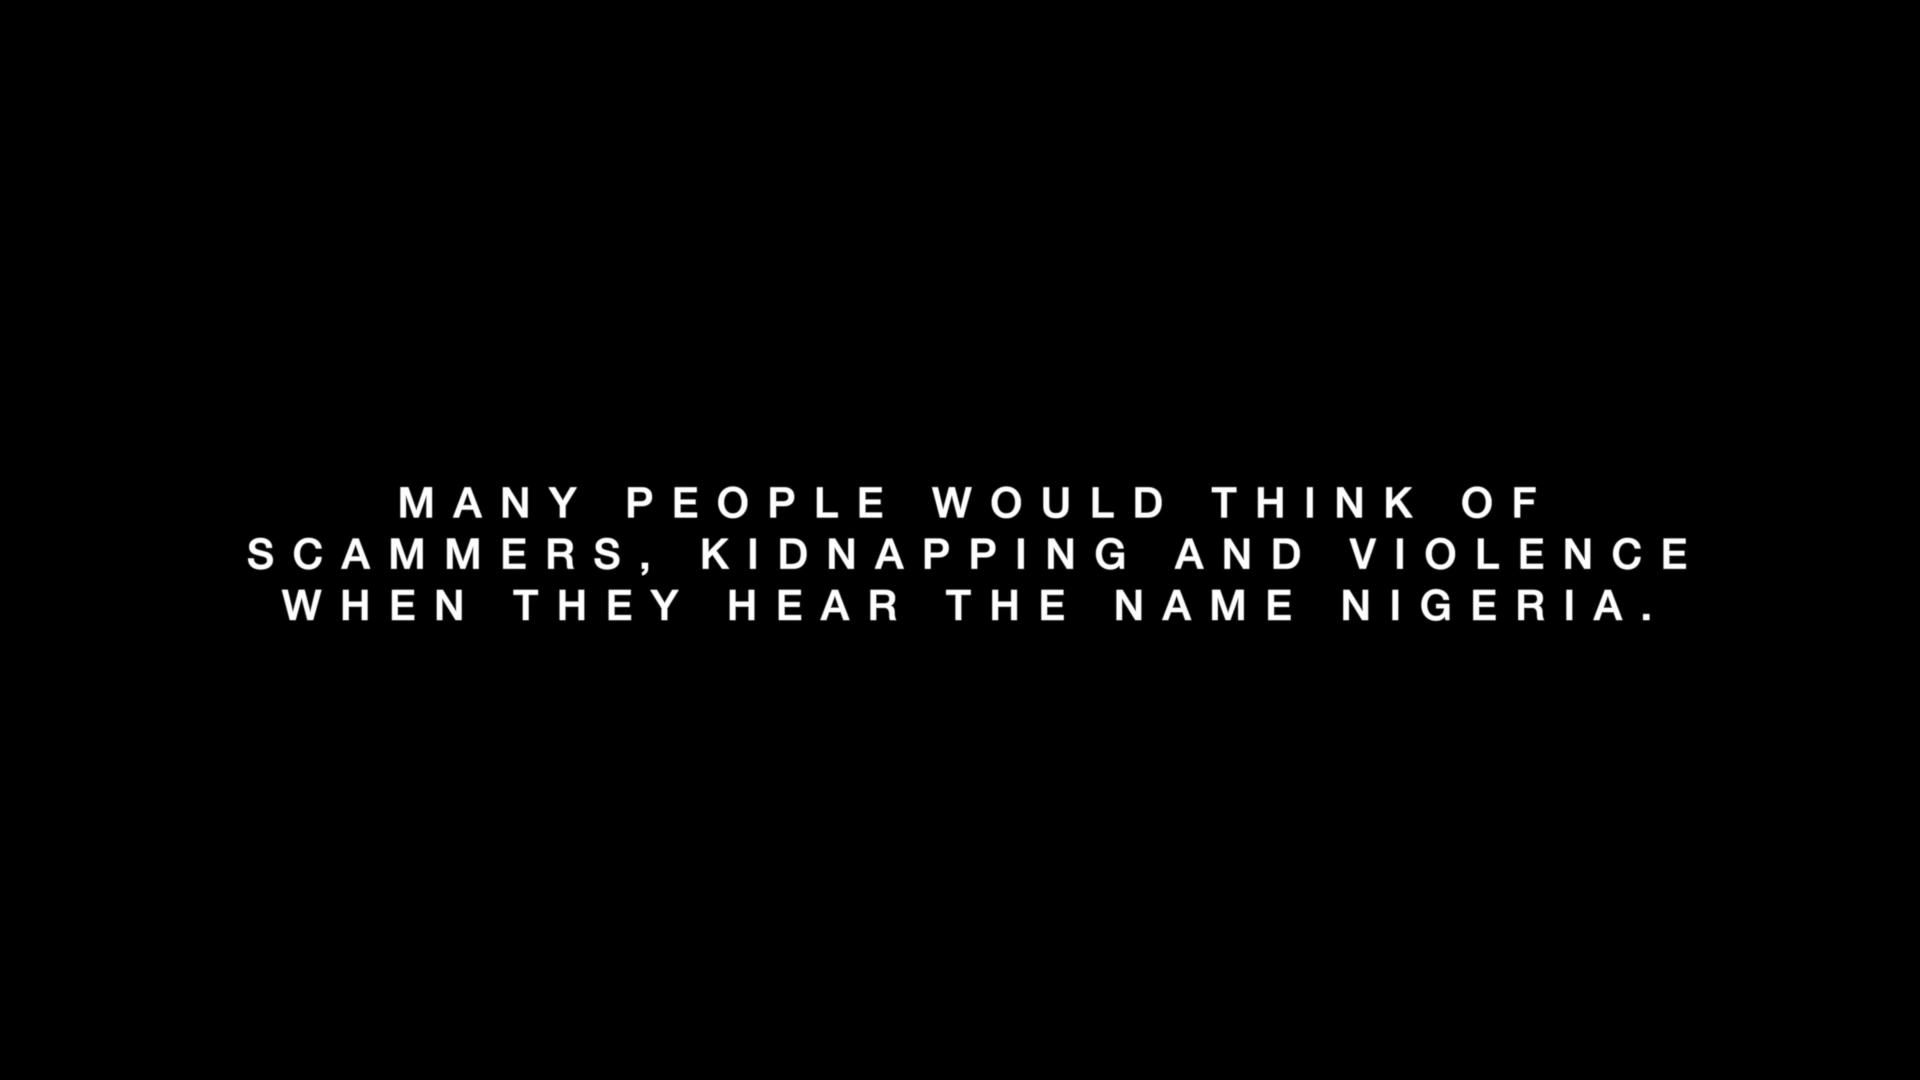 MANY PEOPLE WOULD THINK OF
SCAMMERS, KIDNAPPING AND VIOLENCE
WHEN THEY HEAR THE NAME NIGERIA.